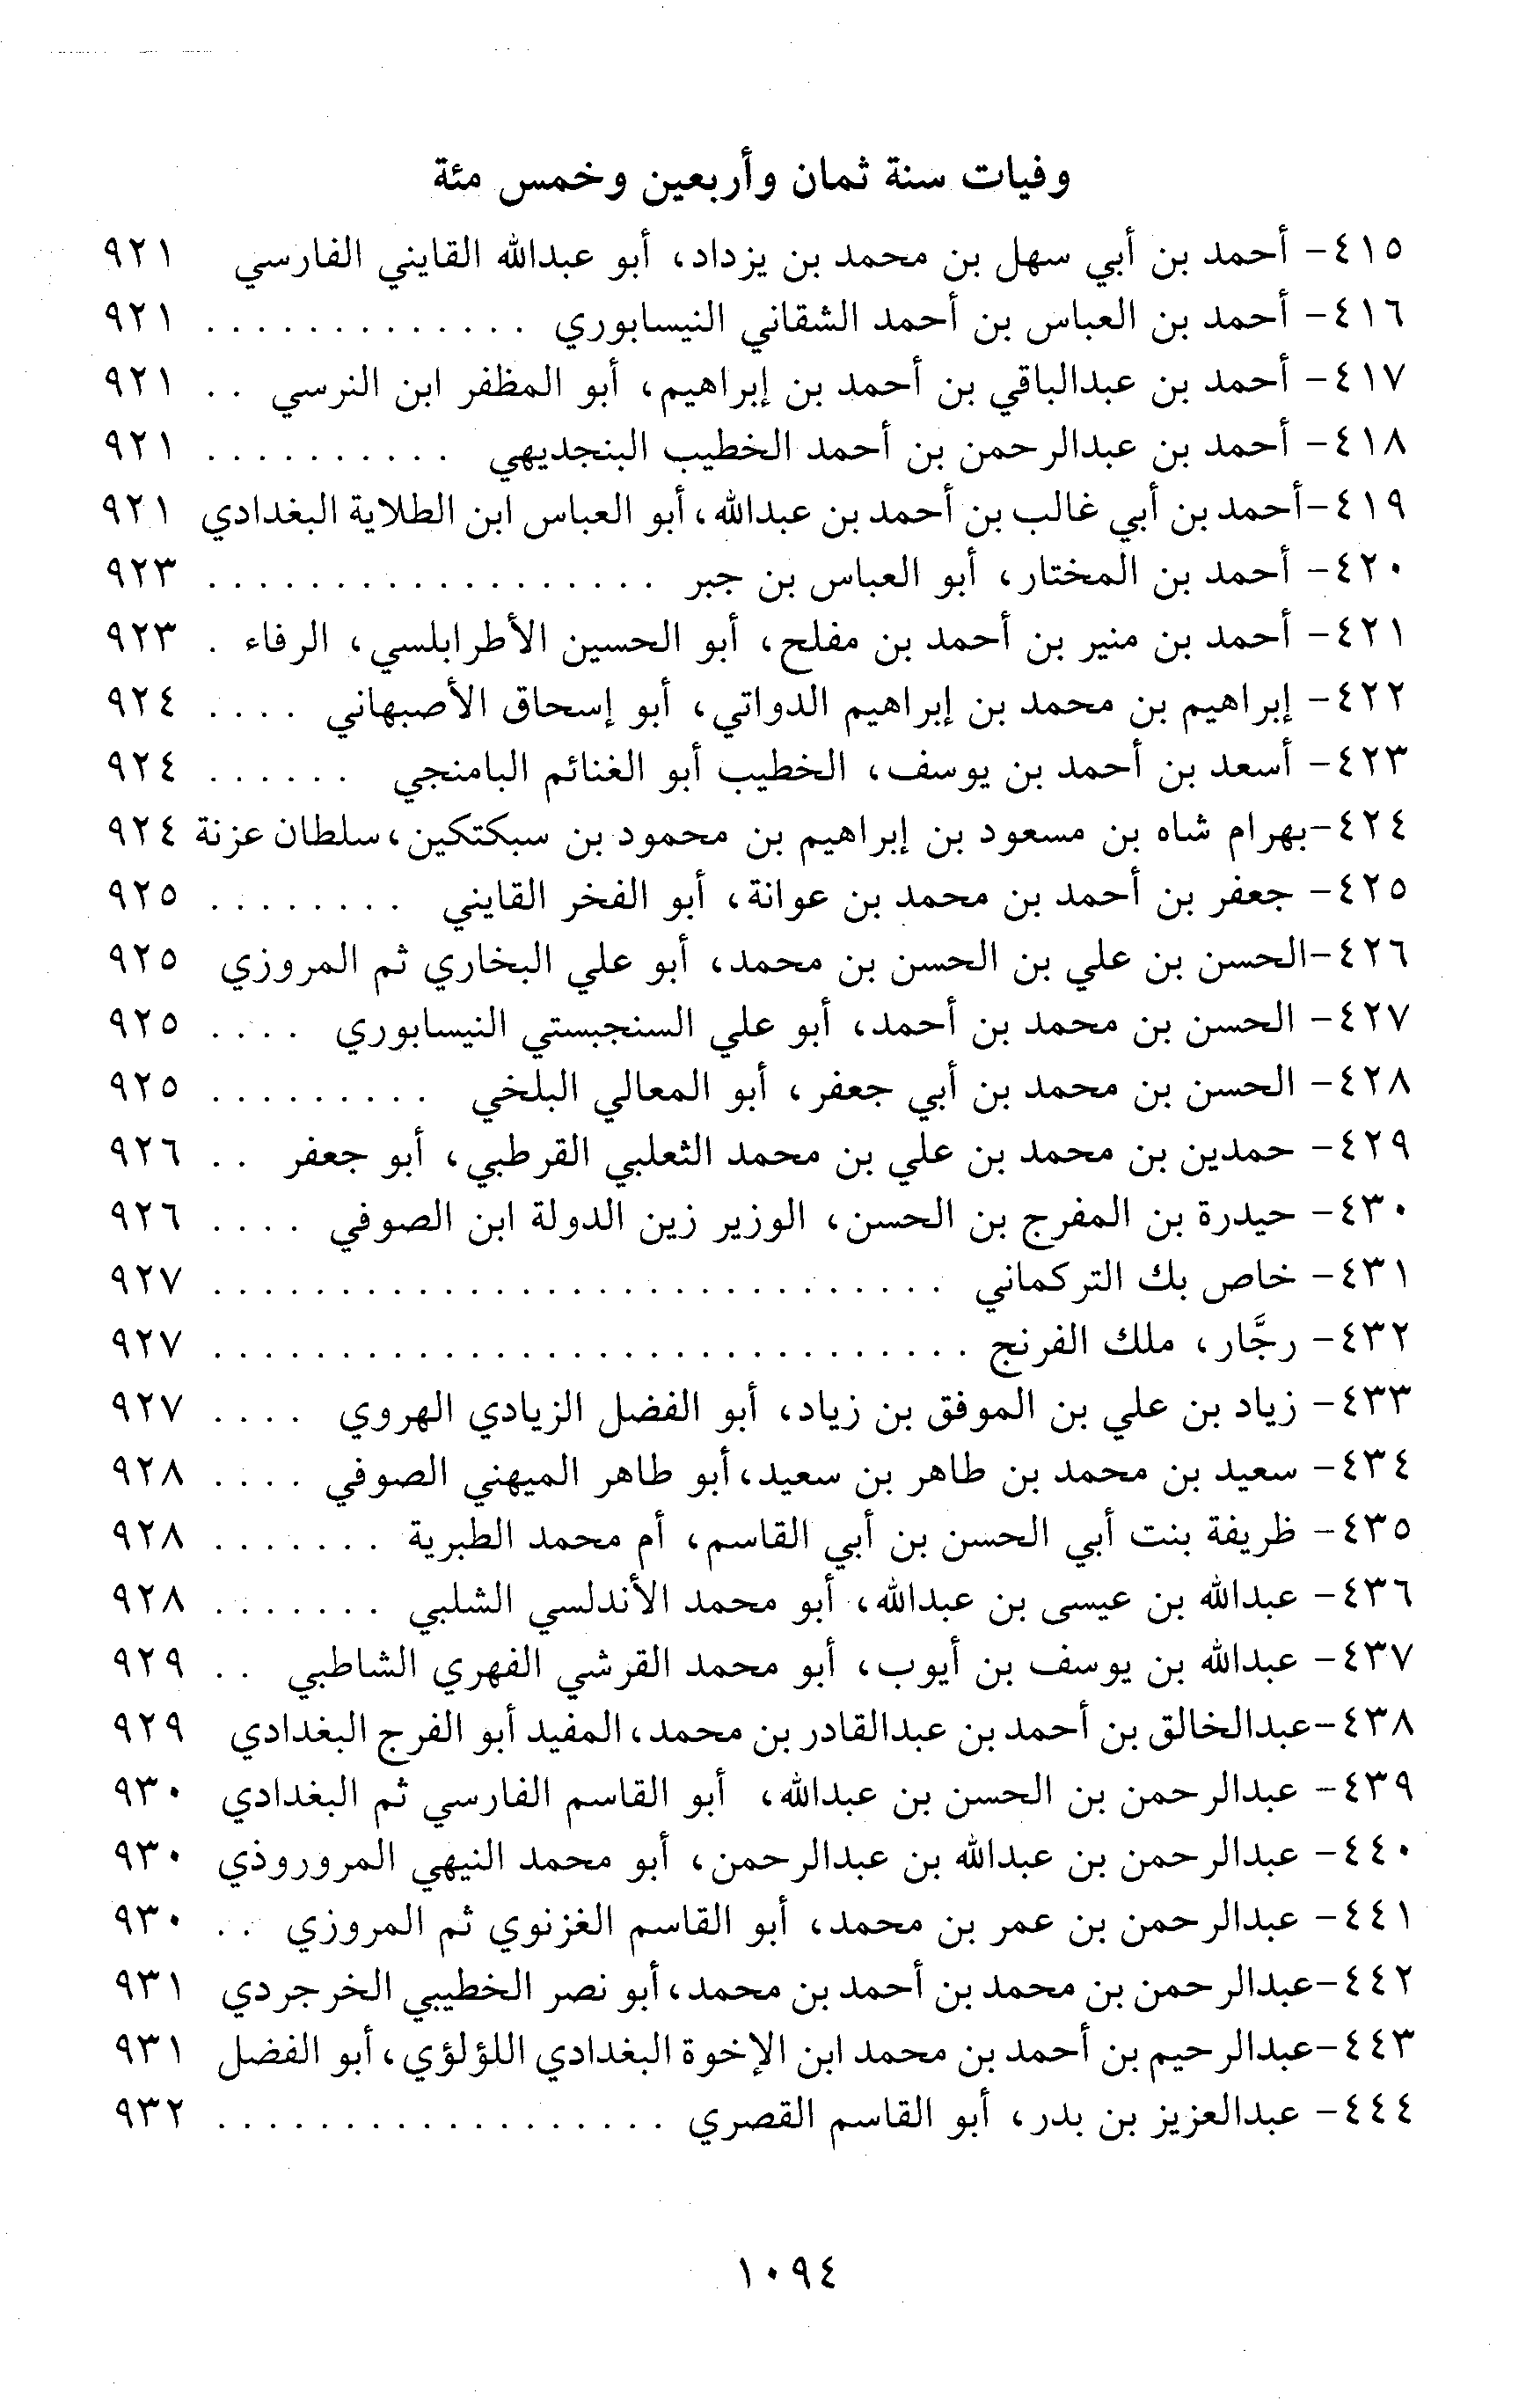 وفيات سنة ثمان وأربعين وخمس مئة
٤١٥- أحمد بن أبي سهل بن محمد بن يزداد، أبو عبدالله القايني الفارسي ٩٢١
٤١٦- أحمد بن العباس بن أحمد الشقاني النيسابوري . . . . . . . . . . . . . ٩٢١
٤١٧- أحمد بن عبدالباقي بن أحمد بن إبراهيم، أبو المظفر ابن النرسي . . ٩٢١
٤١٨- أحمد بن عبدالرحمن بن أحمد الخطيب البنجديهي . . . . . . . . . . ٩٢١
٤١٩-أحمد بن أبي غالب بن أحمد بن عبدالله، أبو العباس ابن الطلاية البغدادي ٩٢١
٤٢٠- أحمد بن المختار، أبو العباس بن جبر . . . . . . . . . . . . . . . . . . ٩٢٣
٤٢١- أحمد بن منير بن أحمد بن مفلح، أبو الحسين الأطرابلسي، الرفاء . ٩٢٣
٤٢٢- إبراهيم بن محمد بن إبراهيم الدواتي، أبو إسحاق الأصبهاني . . . . ٩٢٤
٤٢٣- أسعد بن أحمد بن يوسف، الخطيب أبو الغنائم البامنجي . . . . . . ٩٢٤
٤٢٤-بهرام شاه بن مسعود بن إبراهيم بن محمود بن سبكتكين، سلطان عزنة ٩٢٤
٤٢٥- جعفر بن أحمد بن محمد بن عوانة، أبو الفخر القايني . . . . . . . . ٩٢٥
٤٢٦-الحسن بن علي بن الحسن بن محمد، أبو علي البخاري ثم المروزي ٩٢٥
٤٢٧- الحسن بن محمد بن أحمد، أبو علي السنجبستي النيسابوري . . . . ٩٢٥
٤٢٨- الحسن بن محمد بن أبي جعفر، أبو المعالي البلخي . . . . . . . . . ٩٢٥
٤٢٩- حمدين بن محمد بن علي بن محمد الثعلبي القرطبي، أبو جعفر . . ٩٢٦
٤٣٠- حيدرة بن المفرج بن الحسن، الوزير زين الدولة ابن الصوفي . . . . ٩٢٦
٤٣١- خاص بك التركماني . . . . . . . . . . . . . . . . . . . . . . . . . . . . . ٩٢٧
٤٣٢- رجَّار، ملك الفرنج . . . . . . . . . . . . . . . . . . . . . . . . . . . . . . ٩٢٧
٤٣٣- زياد بن علي بن الموفق بن زياد، أبو الفضل الزيادي الهروي . . . . ٩٢٧
٤٣٤- سعيد بن محمد بن طاهر بن سعيد، أبو طاهر الميهني الصوفي . . . . ٩٢٨
٤٣٥- ظريفة بنت أبي الحسن بن أبي القاسم، أم محمد الطبرية . . . . . . . ٩٢٨
٤٣٦- عبدالله بن عيسى بن عبدالله، أبو محمد الأندلسي الشلبي . . . . . . . ٩٢٨
٤٣٧- عبدالله بن يوسف بن أيوب، أبو محمد القرشي الفهري الشاطبي . . ٩٢٩
٤٣٨-عبدالخالق بن أحمد بن عبدالقادر بن محمد، المفيد أبو الفرج البغدادي ٩٢٩
٤٣٩- عبدالرحمن بن الحسن بن عبدالله، أبو القاسم الفارسي ثم البغدادي ٩٣٠
٤٤٠- عبدالرحمن بن عبدالله بن عبدالرحمن، أبو محمد النيهي المروروذي ٩٣٠
٤٤١- عبدالرحمن بن عمر بن محمد، أبو القاسم الغزنوي ثم المروزي . . ٩٣٠
٤٤٢-عبدالرحمن بن محمد بن أحمد بن محمد، أبو نصر الخطيبي الخرجردي ٩٣١
٤٤٣-عبدالرحيم بن أحمد بن محمد ابن الإخوة البغدادي اللؤلؤي، أبو الفضل ٩٣١
٤٤٤- عبدالعزيز بن بدر، أبو القاسم القصري . . . . . . . . . . . . . . . . . . ٩٣٢
١٠٩٤